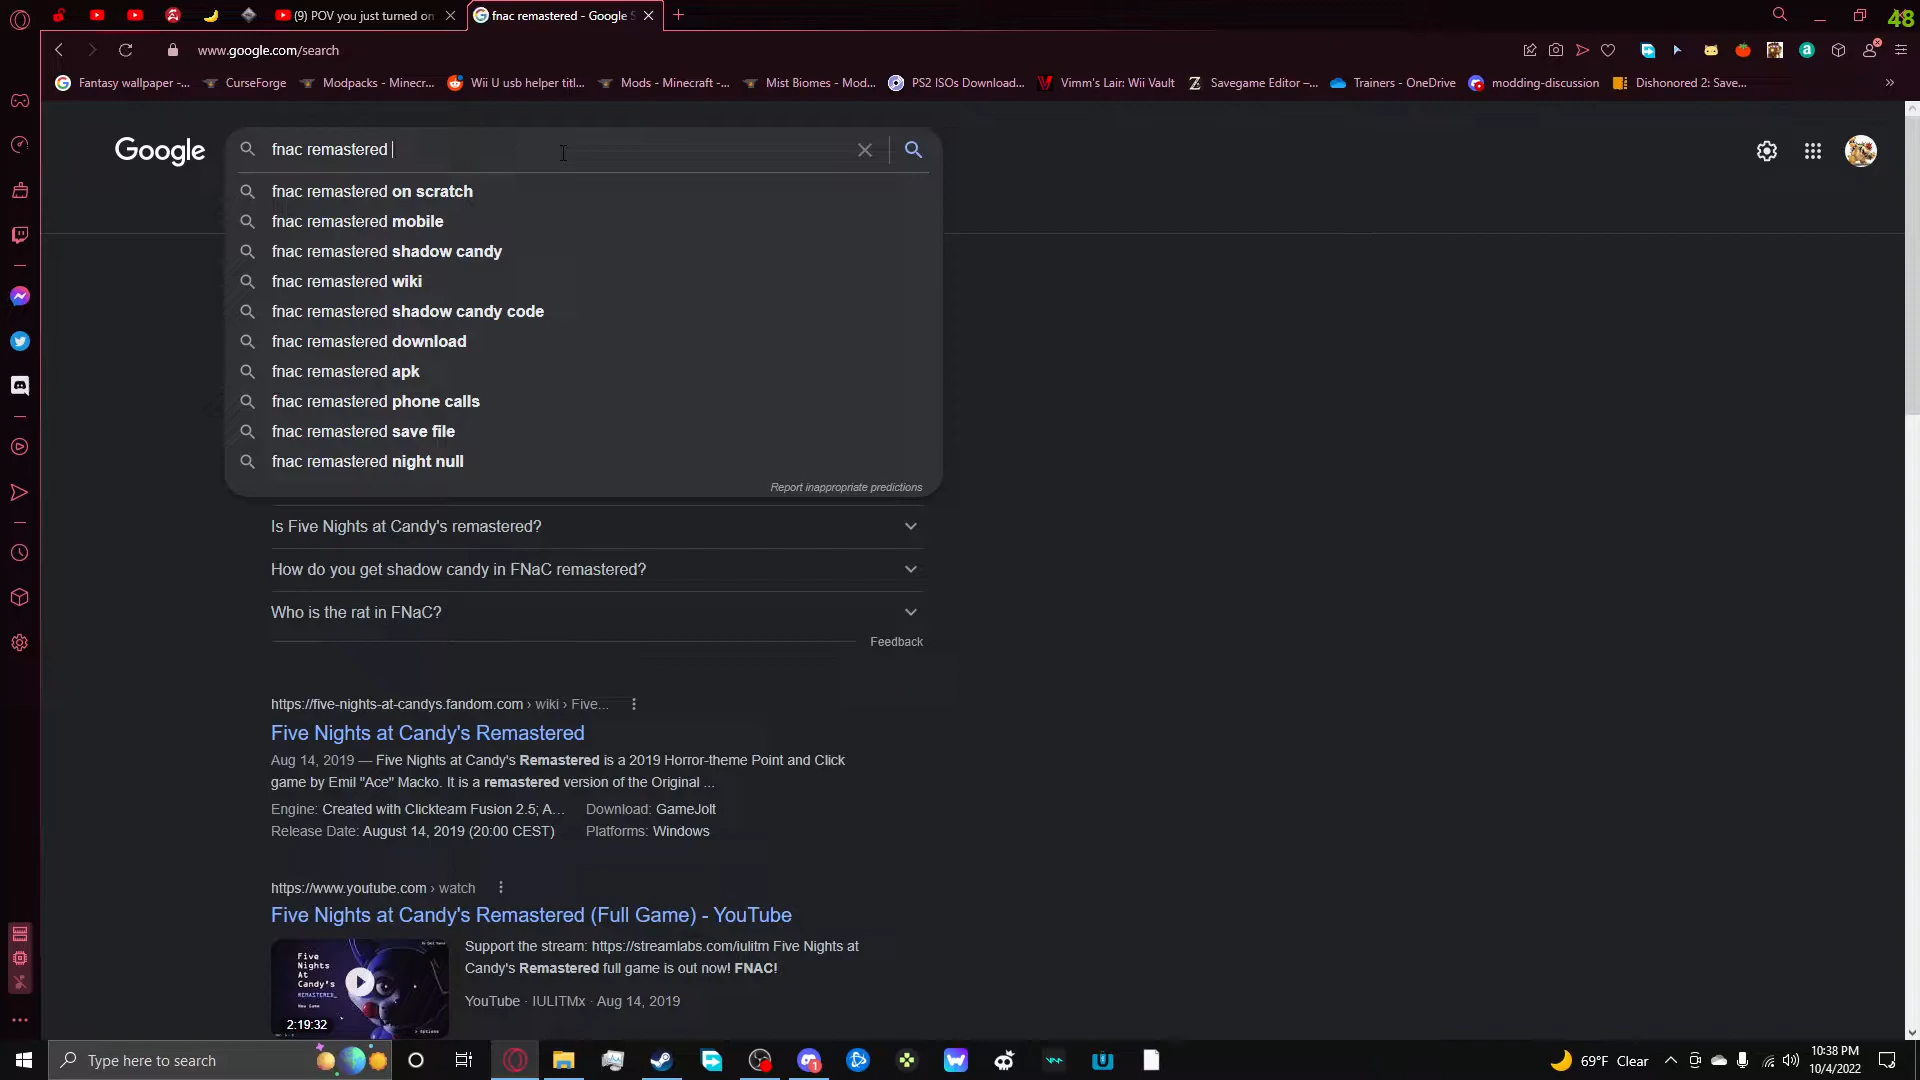 (9) POV you just turned on
fnac remastered - Google S
48
www.google.com/search
Fantasy wallpaper -...
CurseForge
Modpacks - Minecr...
Wii U usb helper titl...
Mods - Minecraft -...
Mist Biomes - Mod...
PS2 ISOs Download...
Vimm's Lair: Wii Vault
Savegame Editor –...
Trainers - OneDrive
modding-discussion
Dishonored 2: Save...
Google
fnac remastered
fnac remastered on scratch
fnac remastered mobile
fnac remastered shadow candy
fnac remastered wiki
fnac remastered shadow candy code
fnac remastered download
fnac remastered apk
fnac remastered phone calls
fnac remastered save file
fnac remastered night null
Report inappropriate predictions
Is Five Nights at Candy's remastered?
How do you get shadow candy in FNaC remastered?
Who is the rat in FNaC?
Feedback
https://five-nights-at-candys.fandom.com › wiki › Five...
Five Nights at Candy's Remastered
Aug 14, 2019 — Five Nights at Candy's Remastered is a 2019 Horror-theme Point and Click
game by Emil "Ace" Macko. It is a remastered version of the Original ...
Engine: Created with Clickteam Fusion 2.5; A... Download: GameJolt
Release Date: August 14, 2019 (20:00 CEST) Platforms: Windows
https://www.youtube.com › watch
Five Nights at Candy's Remastered (Full Game) - YouTube
Five
Nights
At
Candy's
REMASTERED_
New Game
2:19:32
> Options
Support the stream: https://streamlabs.com/iulitm Five Nights at
Candy's Remastered full game is out now! FNAC!
YouTube · IULITMx · Aug 14, 2019
Type here to search
69°F Clear
10:38 PM
10/4/2022